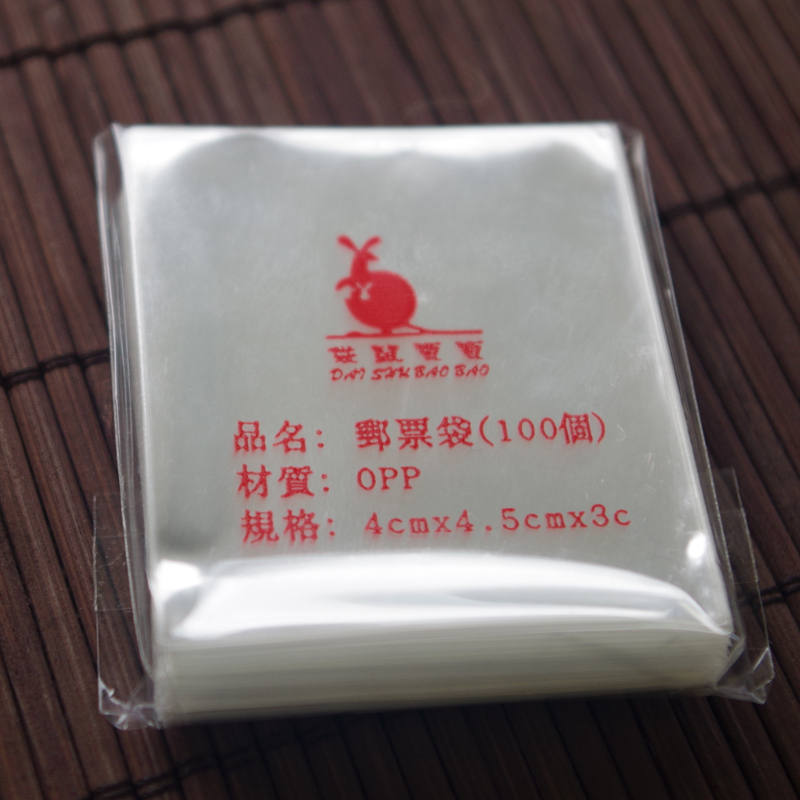 袋鼠寶寶
DAI SHU BAO BAO
品名: 郵票袋(100個)
材質: OPP
規格: 4cmx4.5cmx3c